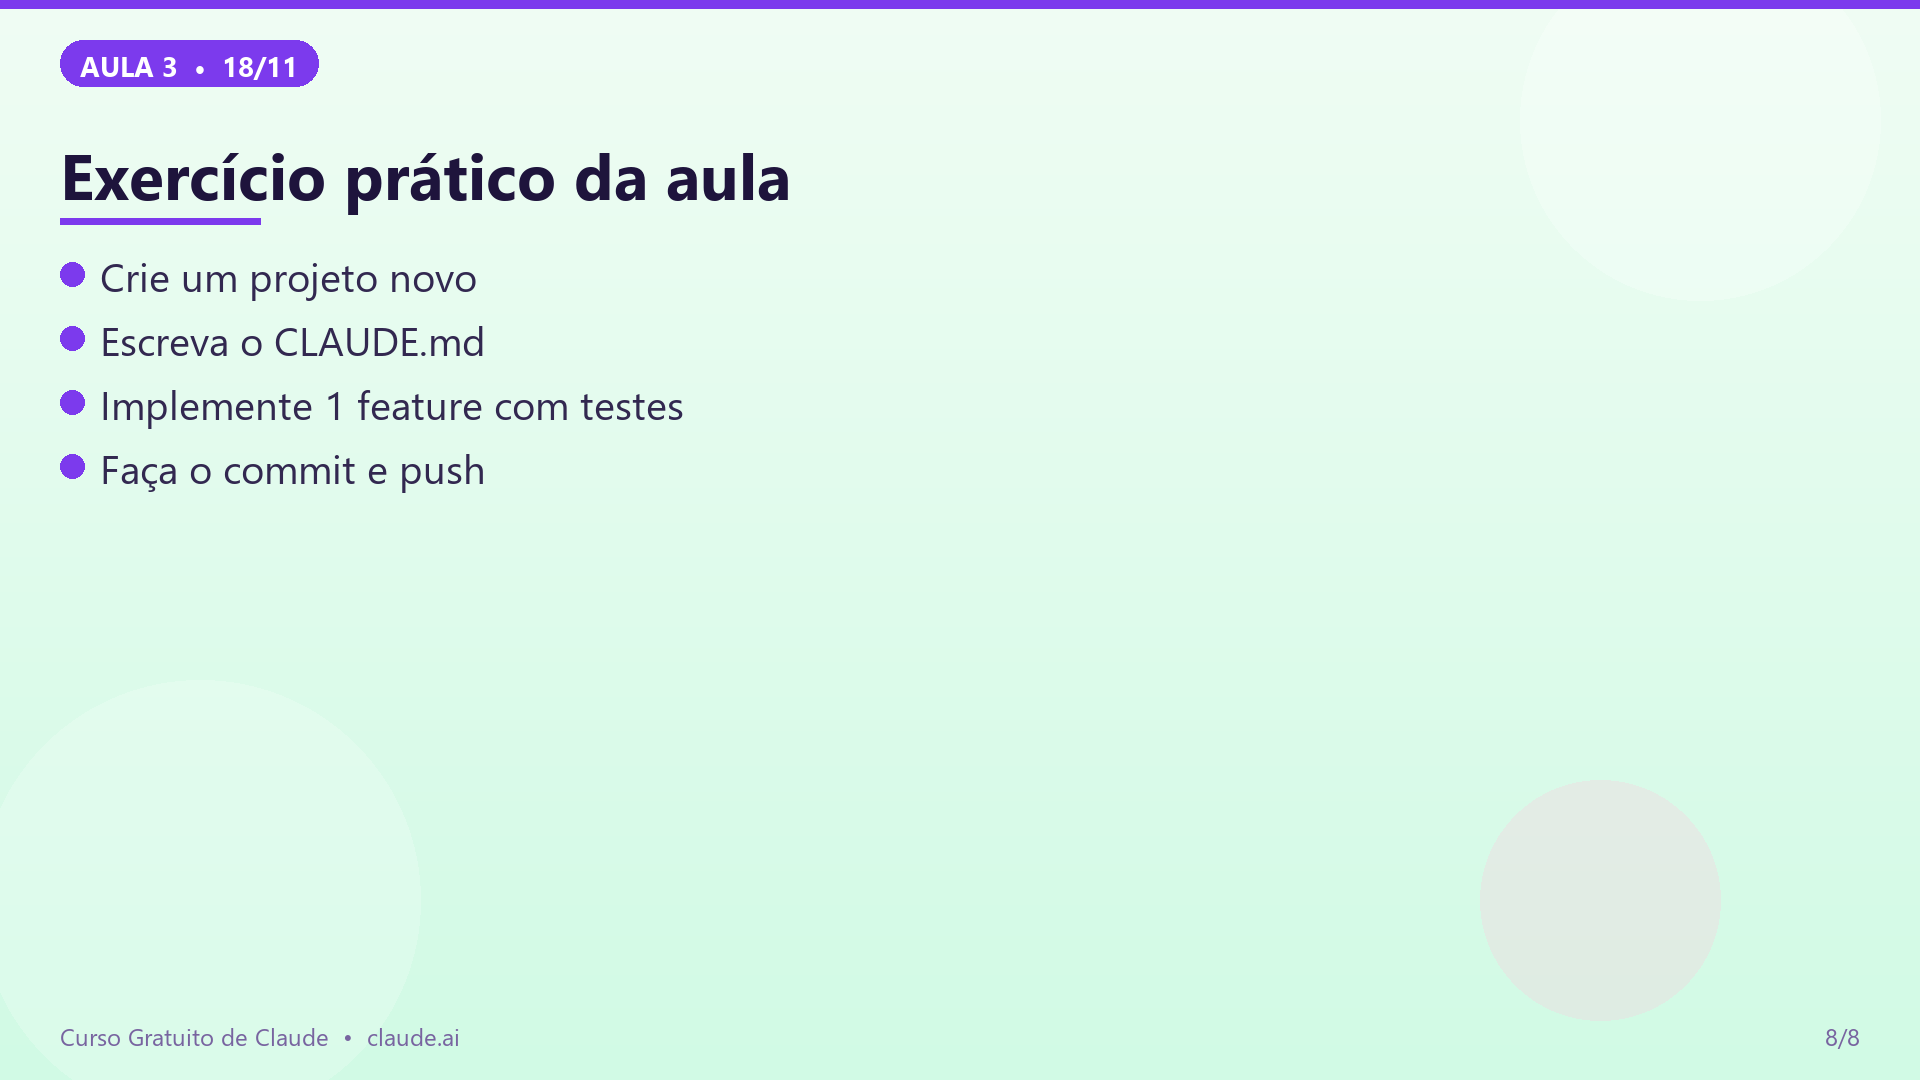 AULA 3 • 18/11
Exercício prático da aula
Crie um projeto novo
Escreva o CLAUDE.md
Implemente 1 feature com testes
Faça o commit e push
Curso Gratuito de Claude • claude.ai
8/8